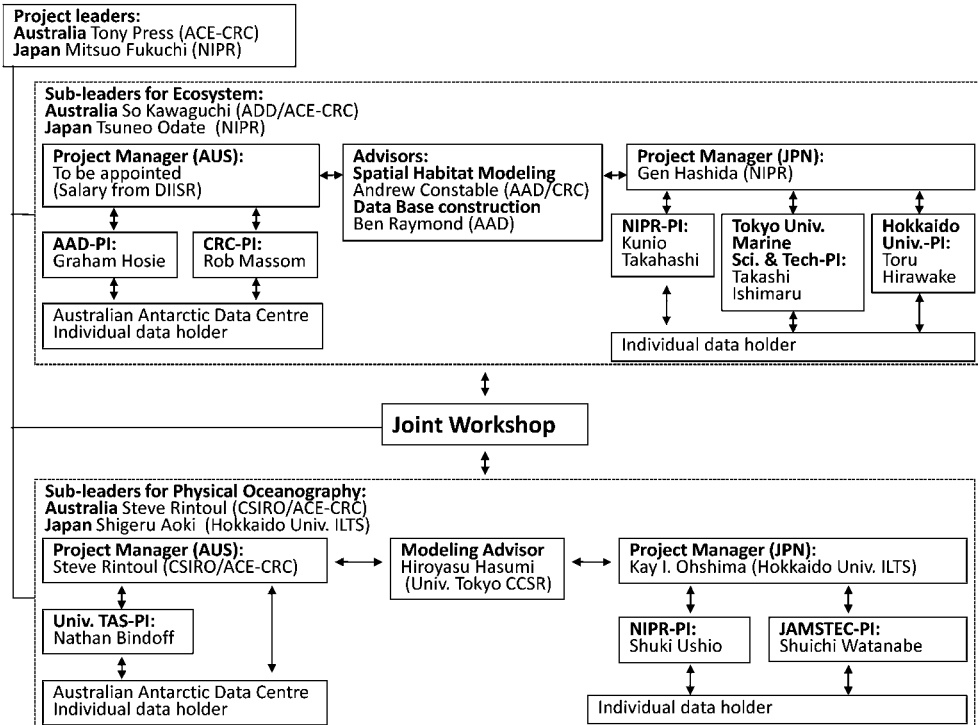 Project leaders:
Australia Tony Press (ACE-CRC)
Japan Mitsuo Fukuchi (NIPR)
Sub-leaders for Ecosystem:
Australia So Kawaguchi (ADD/ACE-CRC)
Japan Tsuneo Odate (NIPR)
Project Manager (AUS):
To be appointed
(Salary from DIISR)
Advisors:
Spatial Habitat Modeling
Andrew Constable (AAD/CRC)
Data Base construction
Ben Raymond (AAD)
Project Manager (JPN):
Gen Hashida (NIPR)
AAD-PI:
Graham Hosie
CRC-PI:
Rob Massom
NIPR-PI:
Kunio
Takahashi
Tokyo Univ.
Marine
Sci. & Tech-PI:
Takashi
Ishimaru
Hokkaido
Univ.-PI:
Toru
Hirawake
Australian Antarctic Data Centre
Individual data holder
Individual data holder
Joint Workshop
Sub-leaders for Physical Oceanography:
Australia Steve Rintoul (CSIRO/ACE-CRC)
Japan Shigeru Aoki (Hokkaido Univ. ILTS)
Project Manager (AUS):
Steve Rintoul (CSIRO/ACE-CRC)
Modeling Advisor
Hiroyasu Hasumi
(Univ. Tokyo CCSR)
Project Manager (JPN):
Kay I. Ohshima (Hokkaido Univ. ILTS)
Univ. TAS-PI:
Nathan Bindoff
NIPR-PI:
Shuki Ushio
JAMSTEC-PI:
Shuichi Watanabe
Australian Antarctic Data Centre
Individual data holder
Individual data holder